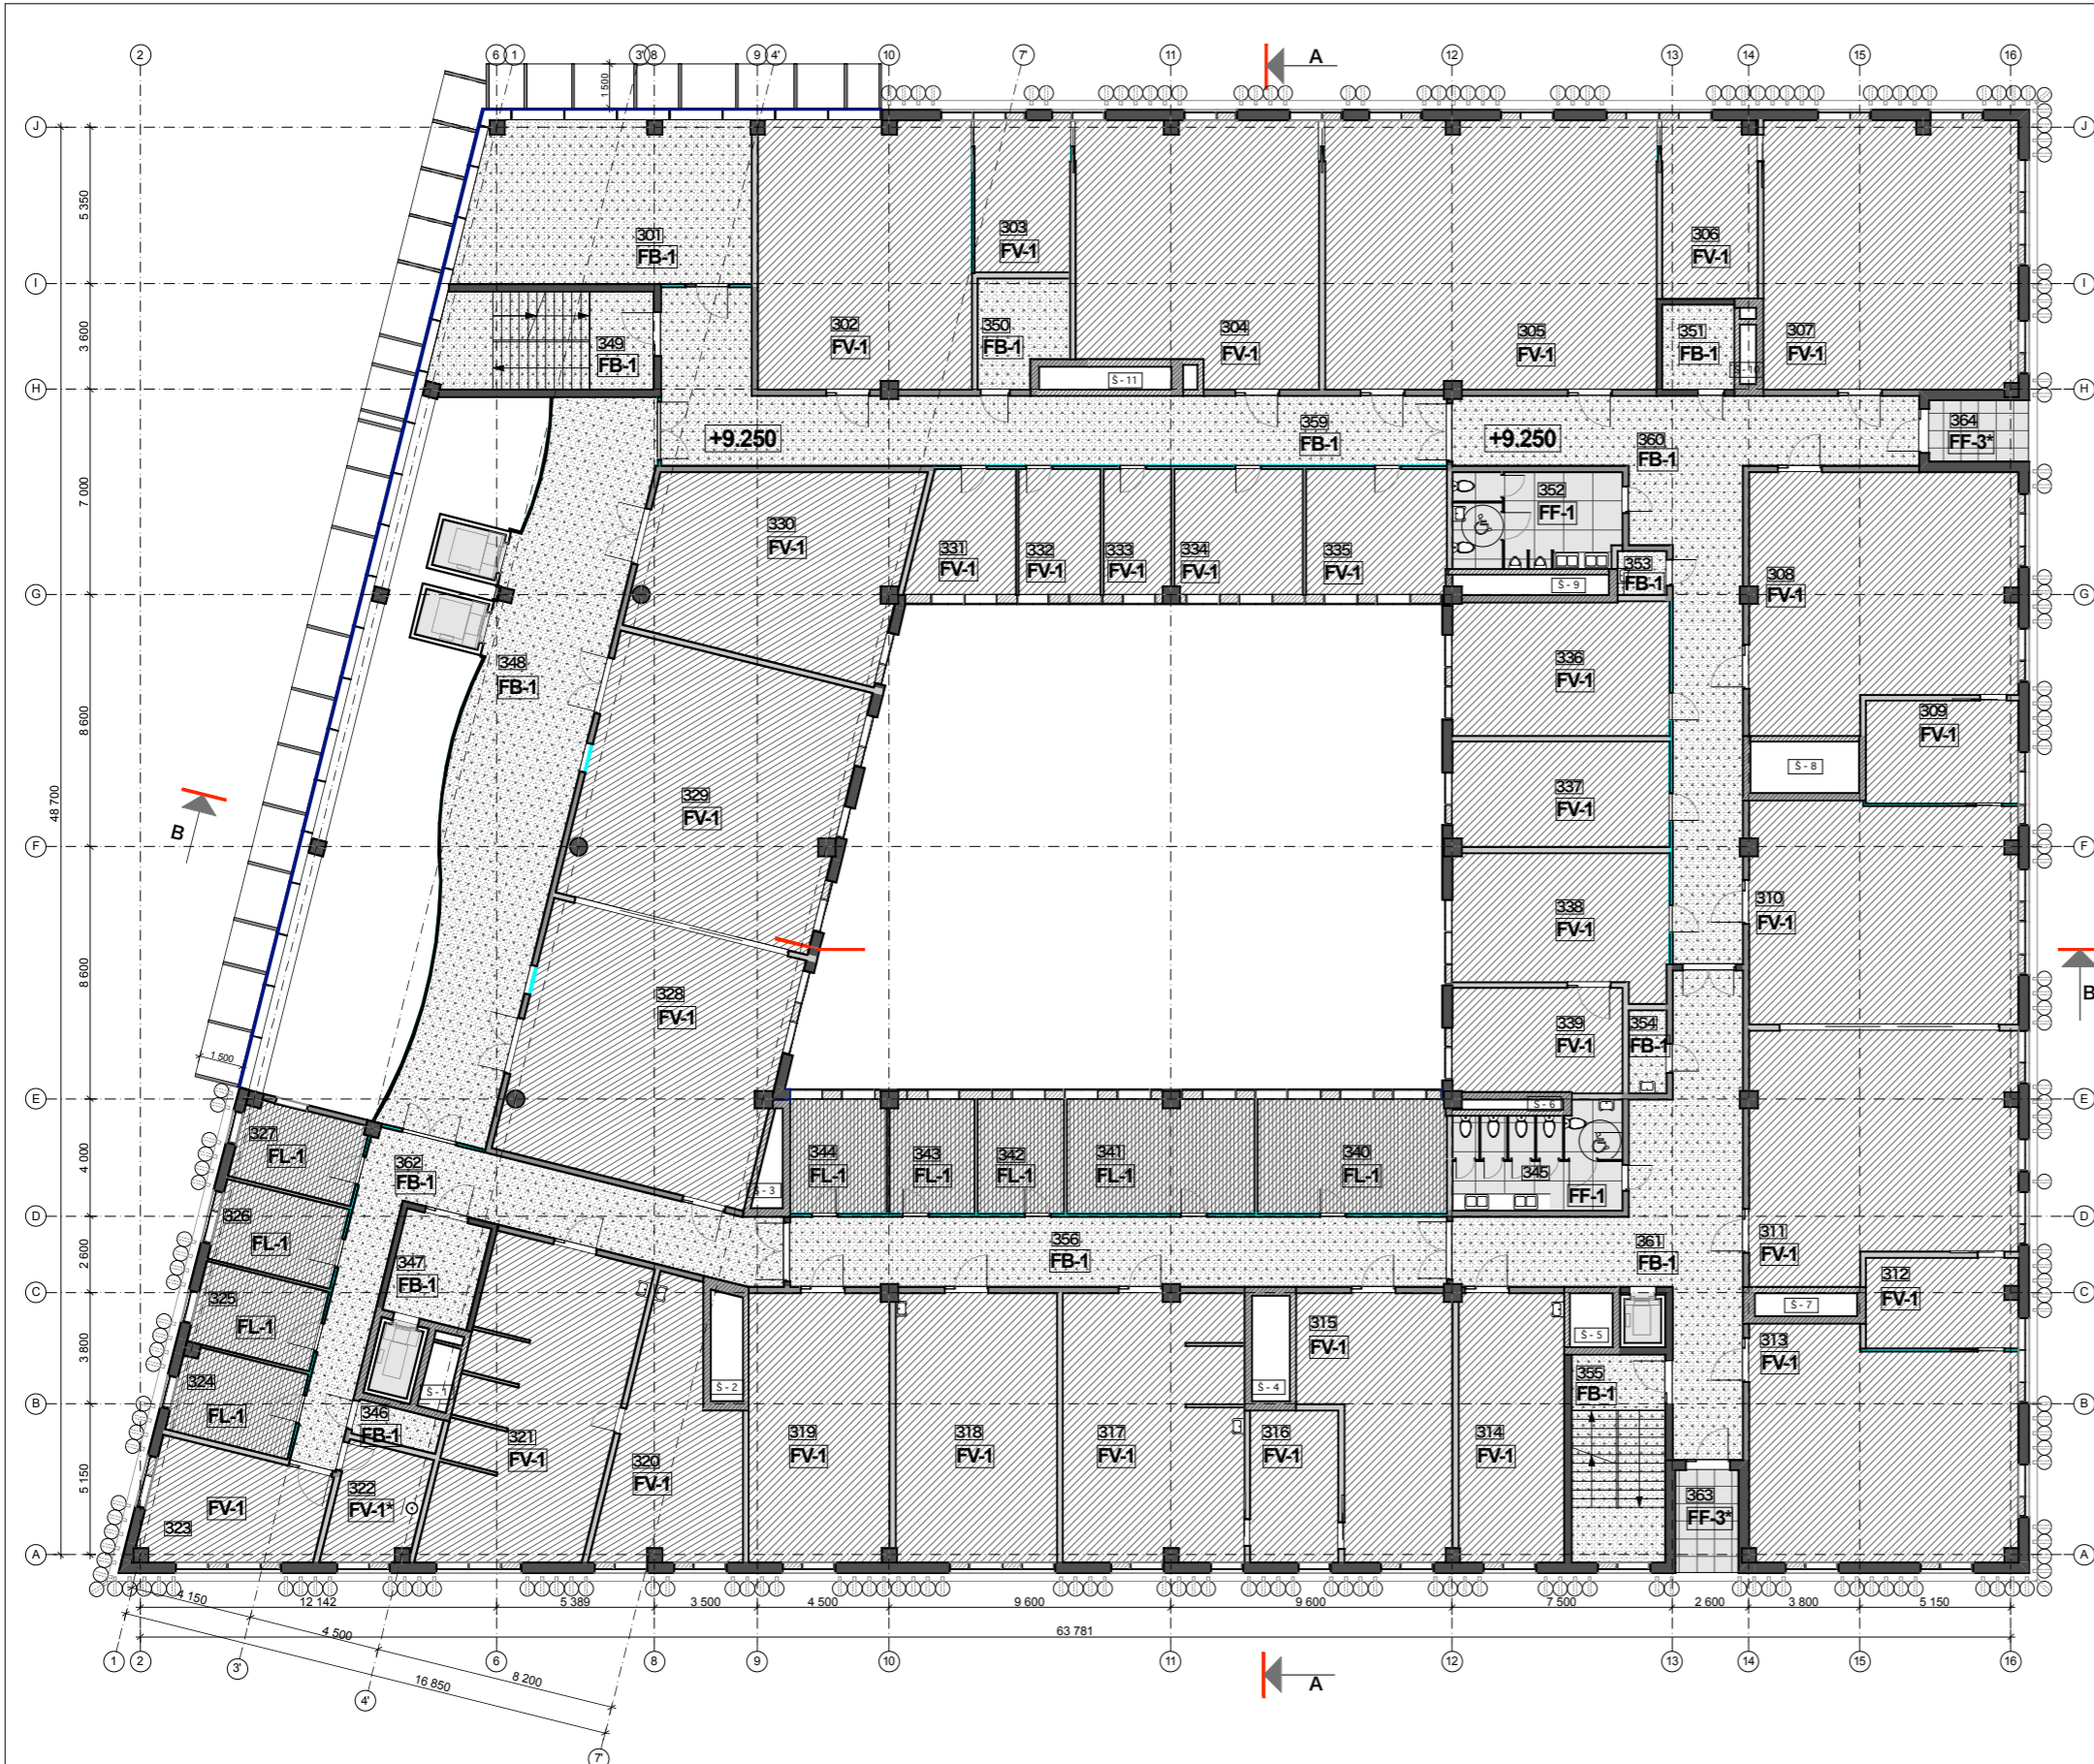 2
6
1
3'
8
9
4'
10
7'
11
A
12
13
14
15
16
1 500
J
J
5 350
301
FB-1
303
FV-1
306
FV-1
I
I
302
FV-1
350
FB-1
304
FV-1
305
FV-1
351
FB-1
Š - 10
307
FV-1
3 600
349
FB-1
Š - 11
H
H
+9.250
359
FB-1
+9.250
360
FB-1
364
FF-3*
7 000
330
FV-1
331
FV-1
332
FV-1
333
FV-1
334
FV-1
335
FV-1
352
FF-1
353
FB-1
Š - 9
308
FV-1
G
G
348
FB-1
336
FV-1
309
FV-1
8 600
48 700
329
FV-1
337
FV-1
Š - 8
B
F
F
338
FV-1
310
FV-1
8 600
328
FV-1
339
FV-1
354
FB-1
B
1 500
E
E
327
FL-1
362
FB-1
344
FL-1
343
FL-1
342
FL-1
341
FL-1
340
FL-1
Š - 6
345
FF-1
4 000
Š - 3
D
D
326
FL-1
2 600
347
FB-1
356
FB-1
361
FB-1
311
FV-1
312
FV-1
C
C
325
FL-1
3 800
Š - 7
315
FV-1
Š - 5
313
FV-1
324
FL-1
Š - 1
Š - 2
Š - 4
355
FB-1
B
B
346
FB-1
321
FV-1
320
FV-1
319
FV-1
318
FV-1
317
FV-1
316
FV-1
314
FV-1
5 150
322
FV-1*
FV-1
323
363
FF-3*
A
A
4 150
12 142
5 389
3 500
4 500
9 600
9 600
7 500
2 600
3 800
5 150
4 500
63 781
8 200
16 850
1
2
3'
4'
6
8
9
10
11
12
13
14
15
16
A
7'